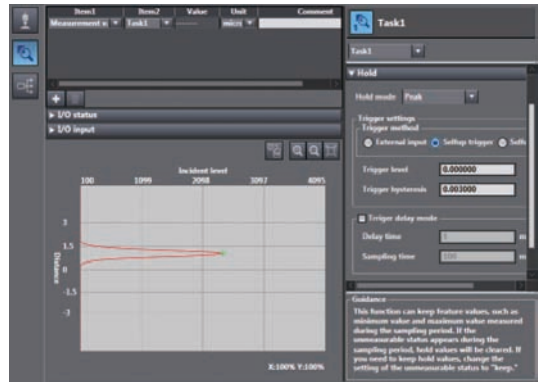 Item1 Item2 Value Unit Comment
Measurement n Task1 ------ micro
I/O status
I/O input
Incident level
100 1099 2098 3097 4095
3
1.5
0
-1.5
-3
Distance
X:100% Y:100%
Task1
Task1
Hold
Hold mode Peak
Trigger settings
Trigger method
External input Selfup trigger Selfb
Trigger level 0.000000
Trigger hysteresis 0.003000
Trriger delay mode
Delay time 1 m
Sampling time 100 m
Guidance
This function can keep feature values, such as
minimum value and maximum value measured
during the sampling period. If the
unmeasurable status appears during the
sampling period, hold values will be cleared. If
you need to keep hold values, change the
setting of the unmeasurable status to "keep."